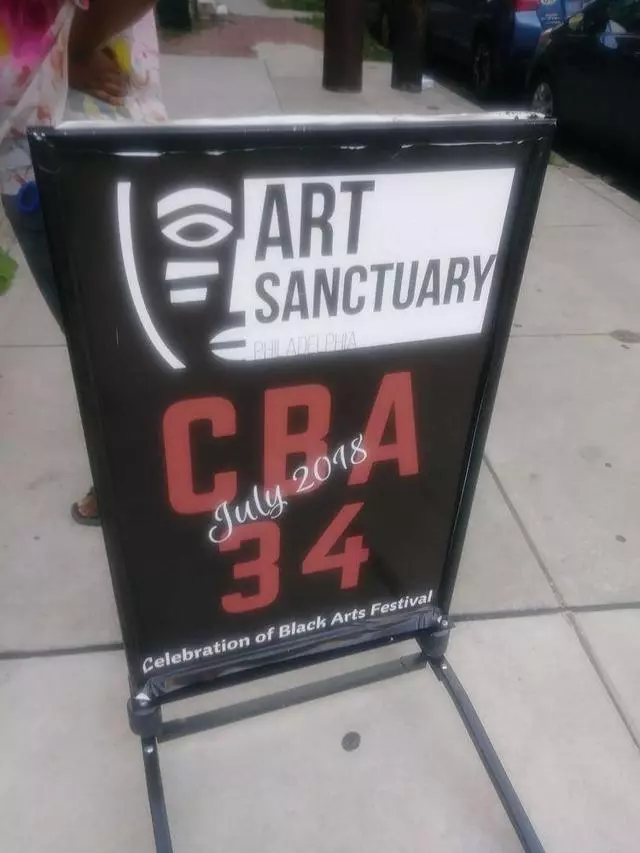 ART
SANCTUARY
PHILADELPHIA
CBA
July 2018
34
Celebration of Black Arts Festival